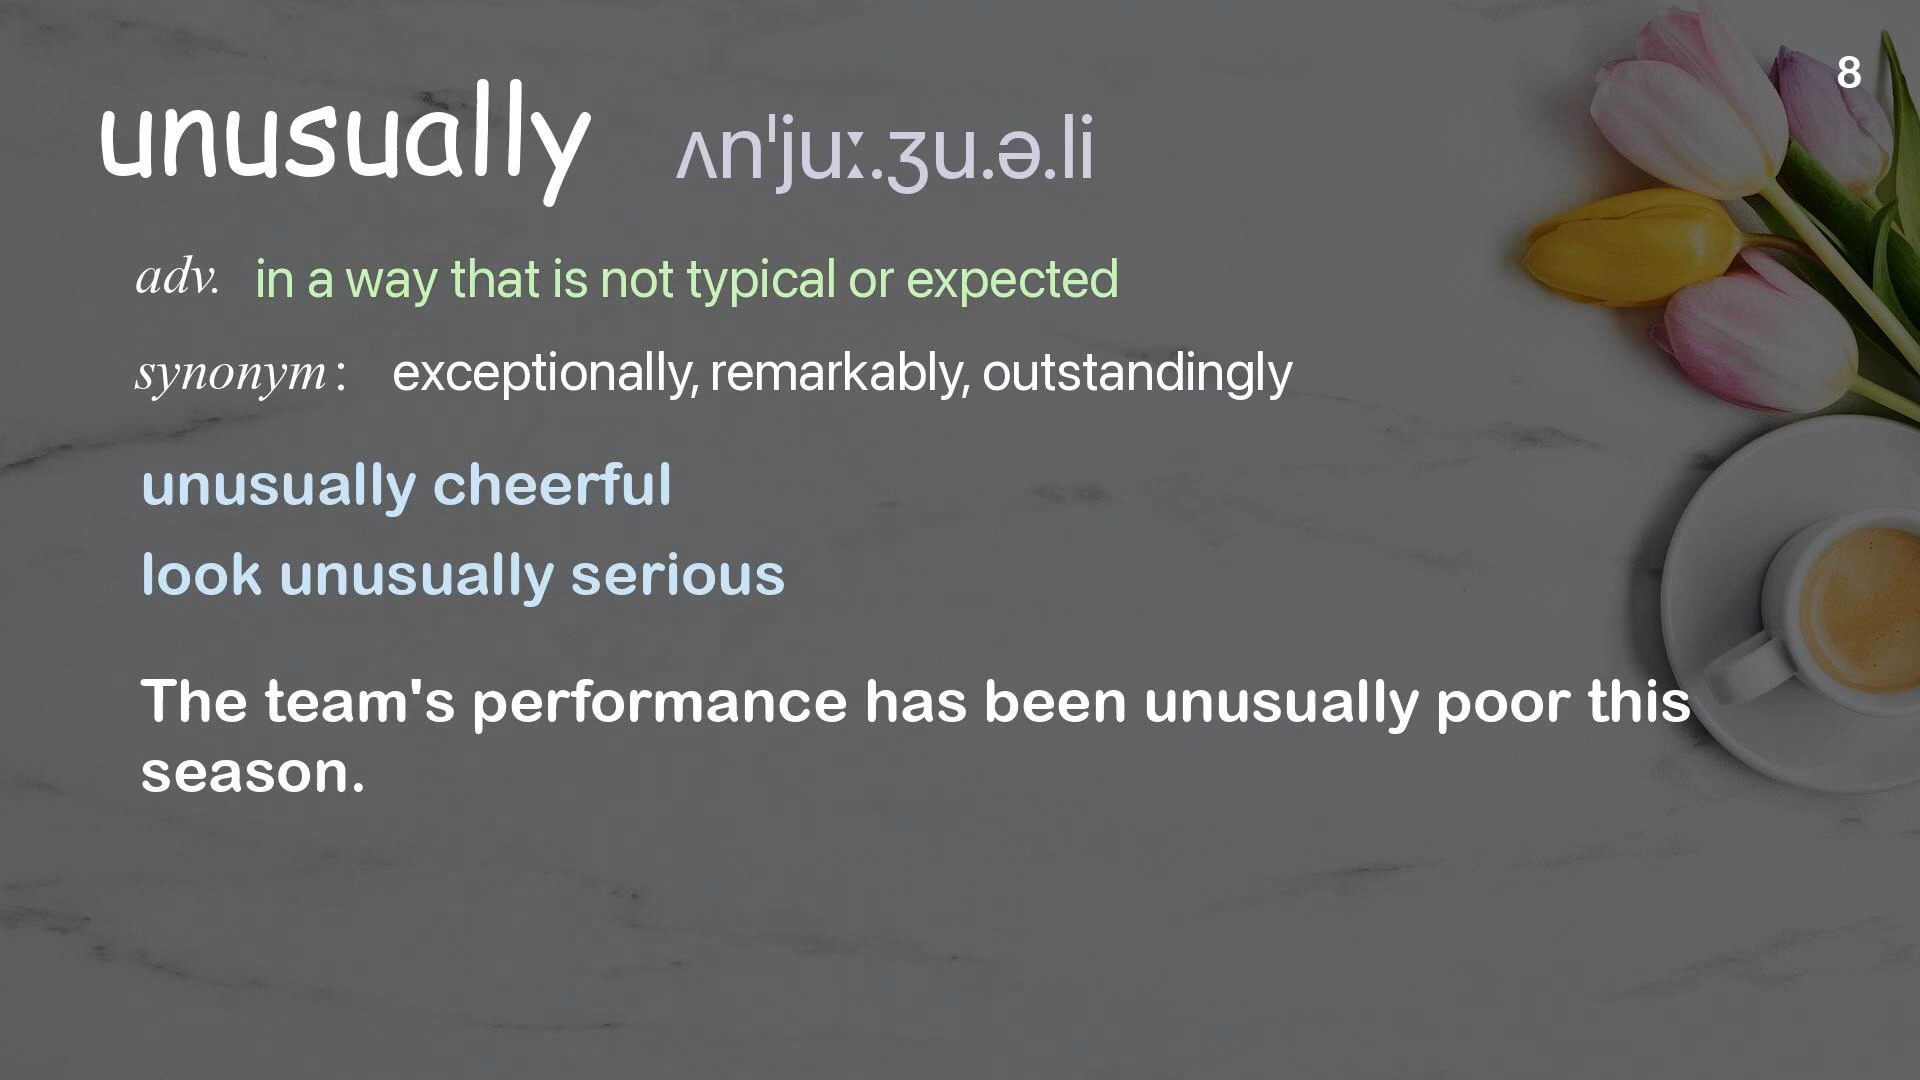 8
unusually ʌnˈjuː.ʒu.ə.li
adv. in a way that is not typical or expected
synonym : exceptionally, remarkably, outstandingly
unusually cheerful
look unusually serious
The team's performance has been unusually poor this
season.